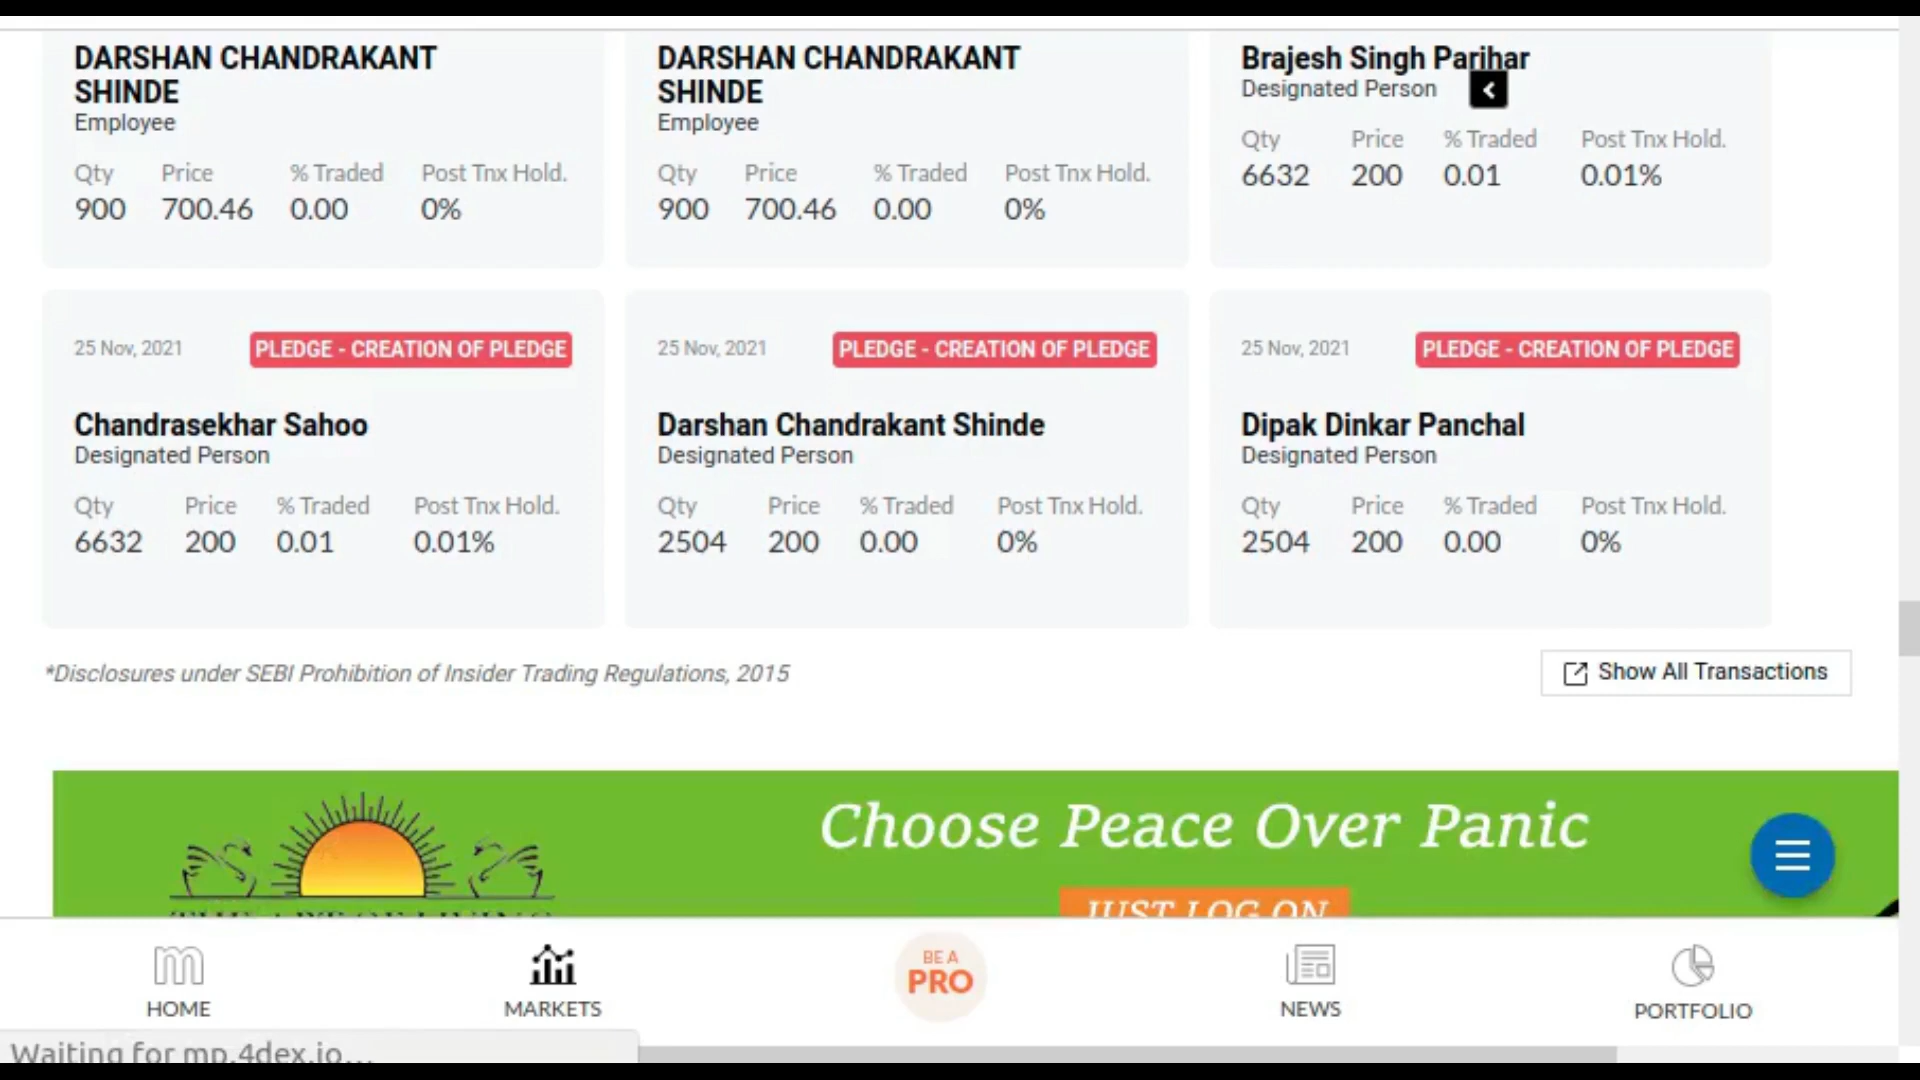 DARSHAN CHANDRAKANT
SHINDE
Employee
Qty Price % Traded Post Tnx Hold.
900 700.46 0.00 0%
DARSHAN CHANDRAKANT
SHINDE
Employee
Qty Price % Traded Post Tnx Hold.
900 700.46 0.00 0%
Brajesh Singh Parihar
Designated Person
Qty Price % Traded Post Tnx Hold.
6632 200 0.01 0.01%
25 Nov, 2021 PLEDGE - CREATION OF PLEDGE
Chandrasekhar Sahoo
Designated Person
Qty Price % Traded Post Tnx Hold.
6632 200 0.01 0.01%
25 Nov, 2021 PLEDGE - CREATION OF PLEDGE
Darshan Chandrakant Shinde
Designated Person
Qty Price % Traded Post Tnx Hold.
2504 200 0.00 0%
25 Nov, 2021 PLEDGE - CREATION OF PLEDGE
Dipak Dinkar Panchal
Designated Person
Qty Price % Traded Post Tnx Hold.
2504 200 0.00 0%
*Disclosures under SEBI Prohibition of Insider Trading Regulations, 2015
Show All Transactions
Choose Peace Over Panic
JUST LOG ON
HOME
MARKETS
BE A
PRO
NEWS
PORTFOLIO
Waiting for mp.4dex.io...